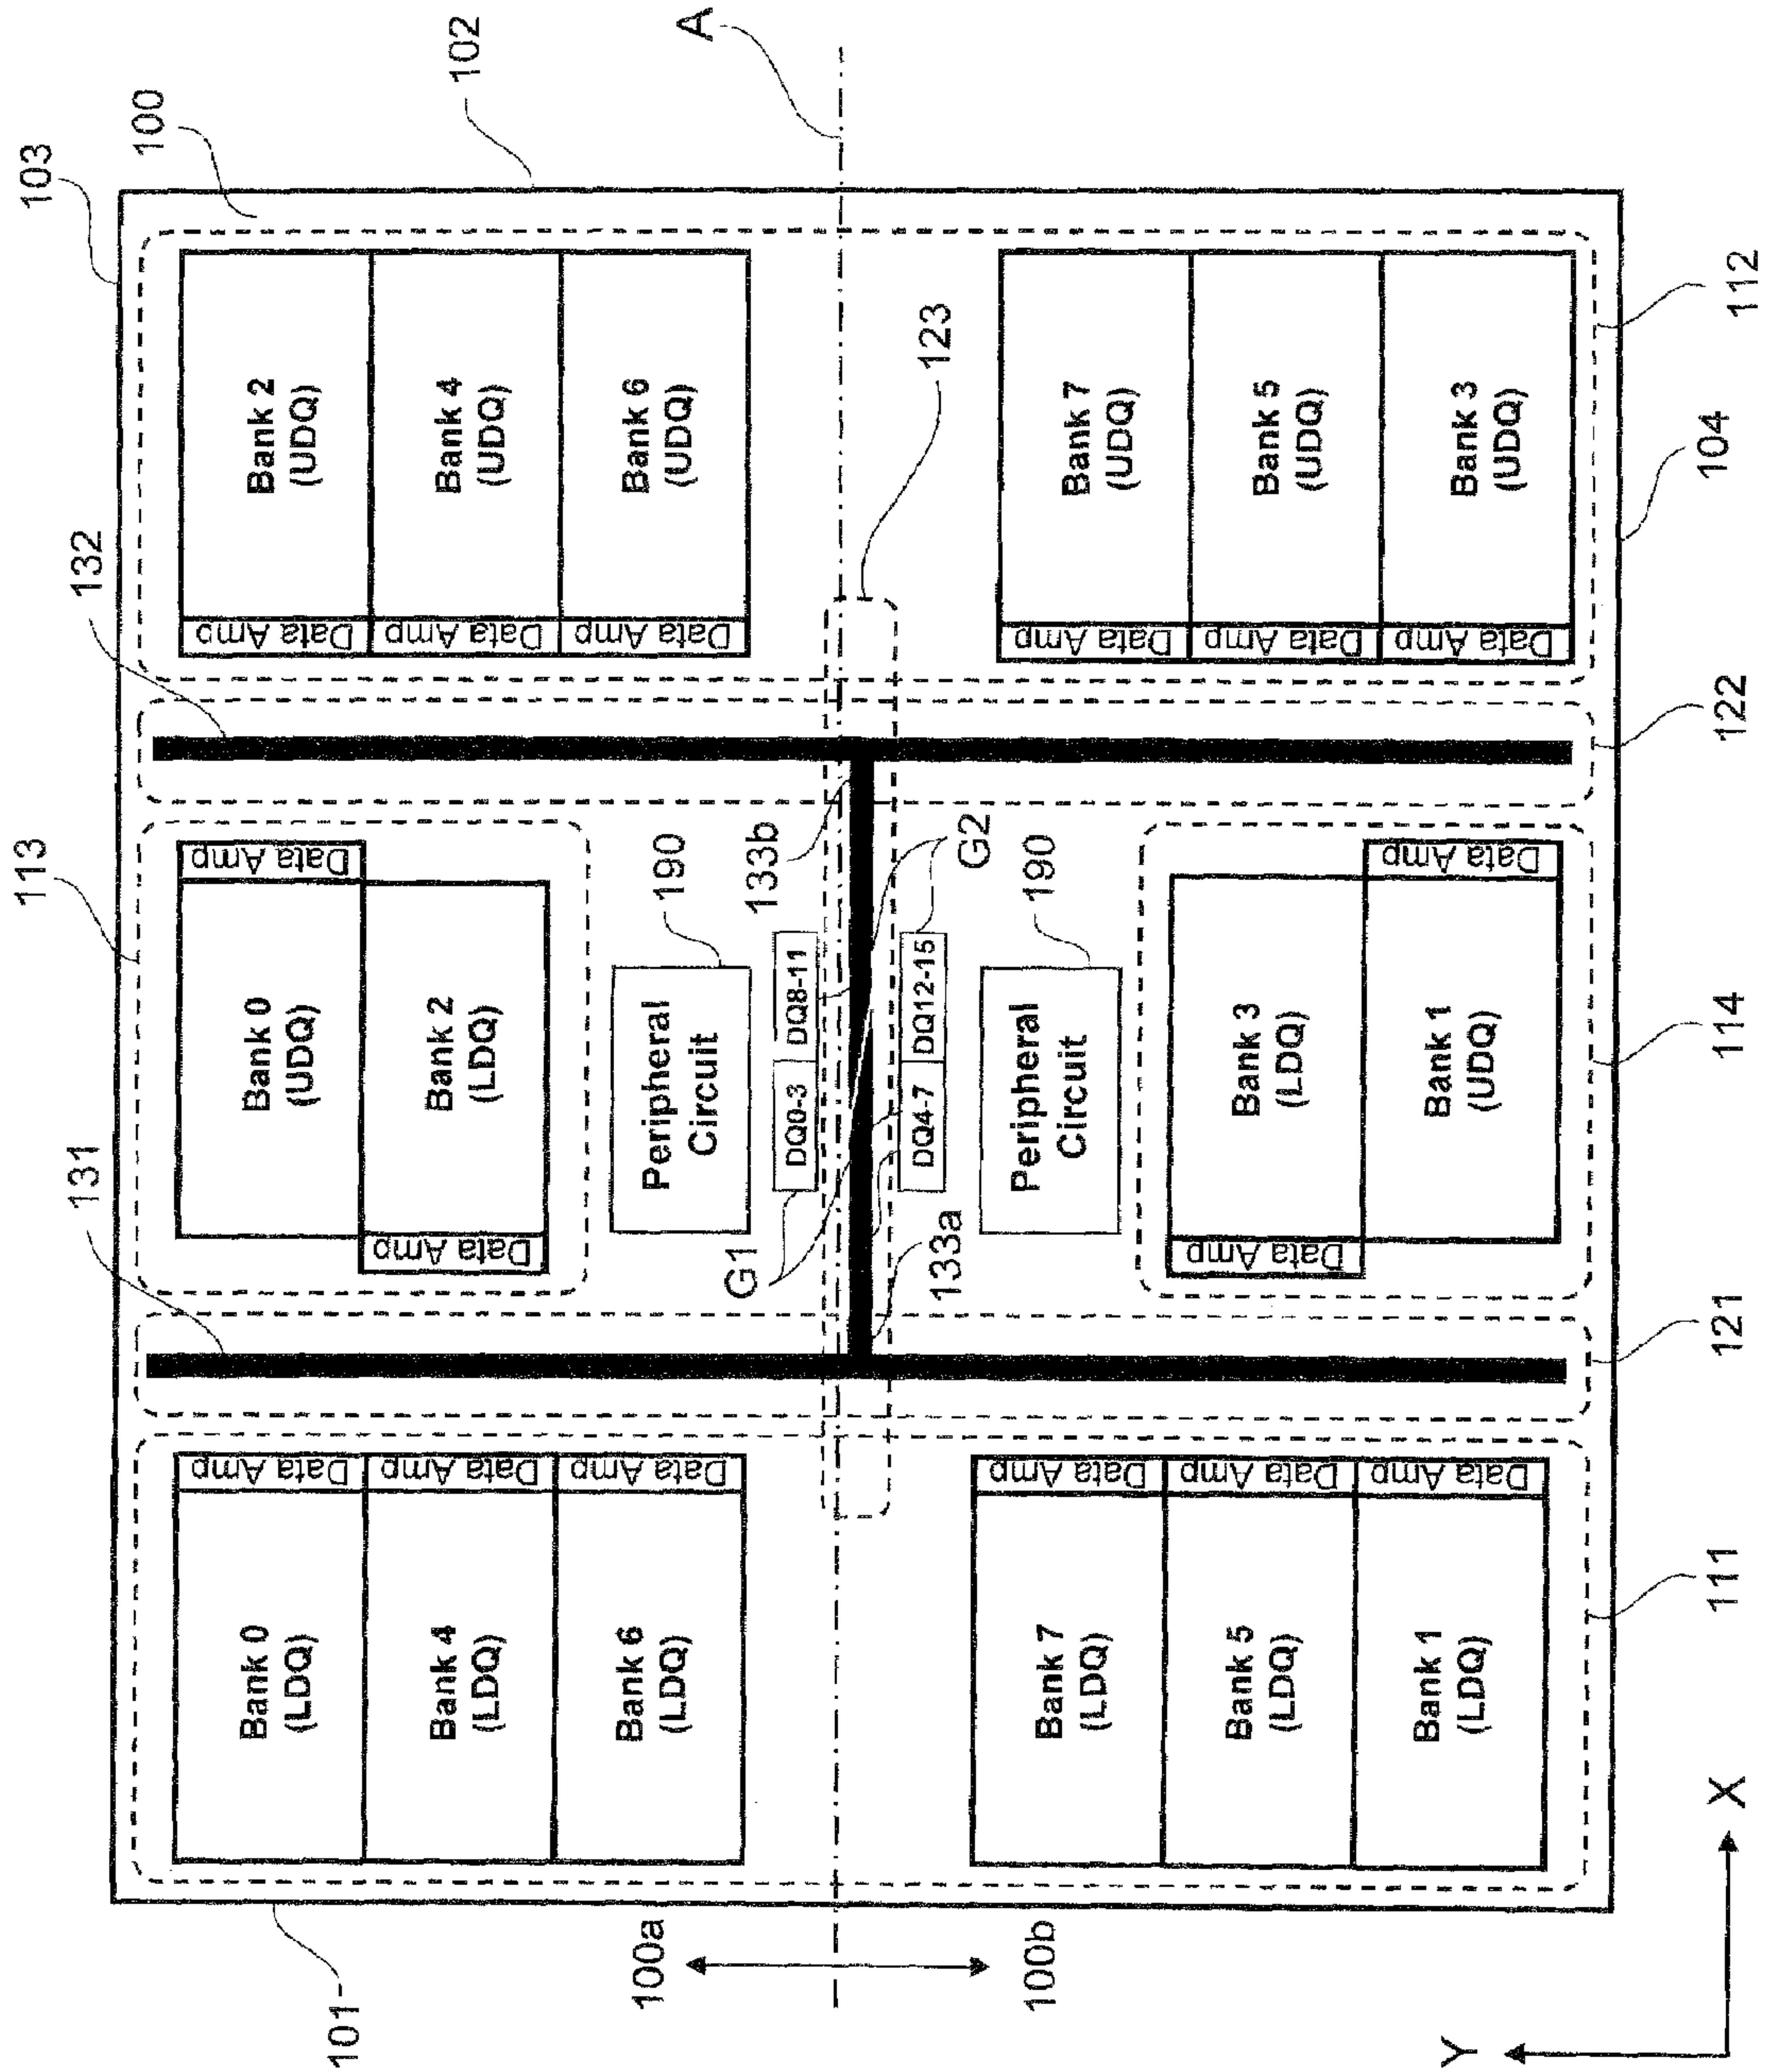 103
100
102
A
132
Bank 2
(UDQ)
Bank 4
(UDQ)
Bank 6
(UDQ)
Data Amp
Data Amp
Data Amp
123
Bank 7
(UDQ)
Bank 5
(UDQ)
Bank 3
(UDQ)
Data Amp
Data Amp
Data Amp
112
104
113
Bank 0
(UDQ)
Data Amp
Bank 2
(LDQ)
Data Amp
190
Peripheral
Circuit
133b
DQ0-3
DQ8-11
G1
G2
DQ4-7
DQ12-15
133a
190
Peripheral
Circuit
Bank 3
(LDQ)
Data Amp
Bank 1
(UDQ)
Data Amp
122
114
131
121
Bank 0
(LDQ)
Bank 4
(LDQ)
Bank 6
(LDQ)
Data Amp
Data Amp
Data Amp
Bank 7
(LDQ)
Bank 5
(LDQ)
Bank 1
(LDQ)
Data Amp
Data Amp
Data Amp
111
101
100a
100b
Y
X